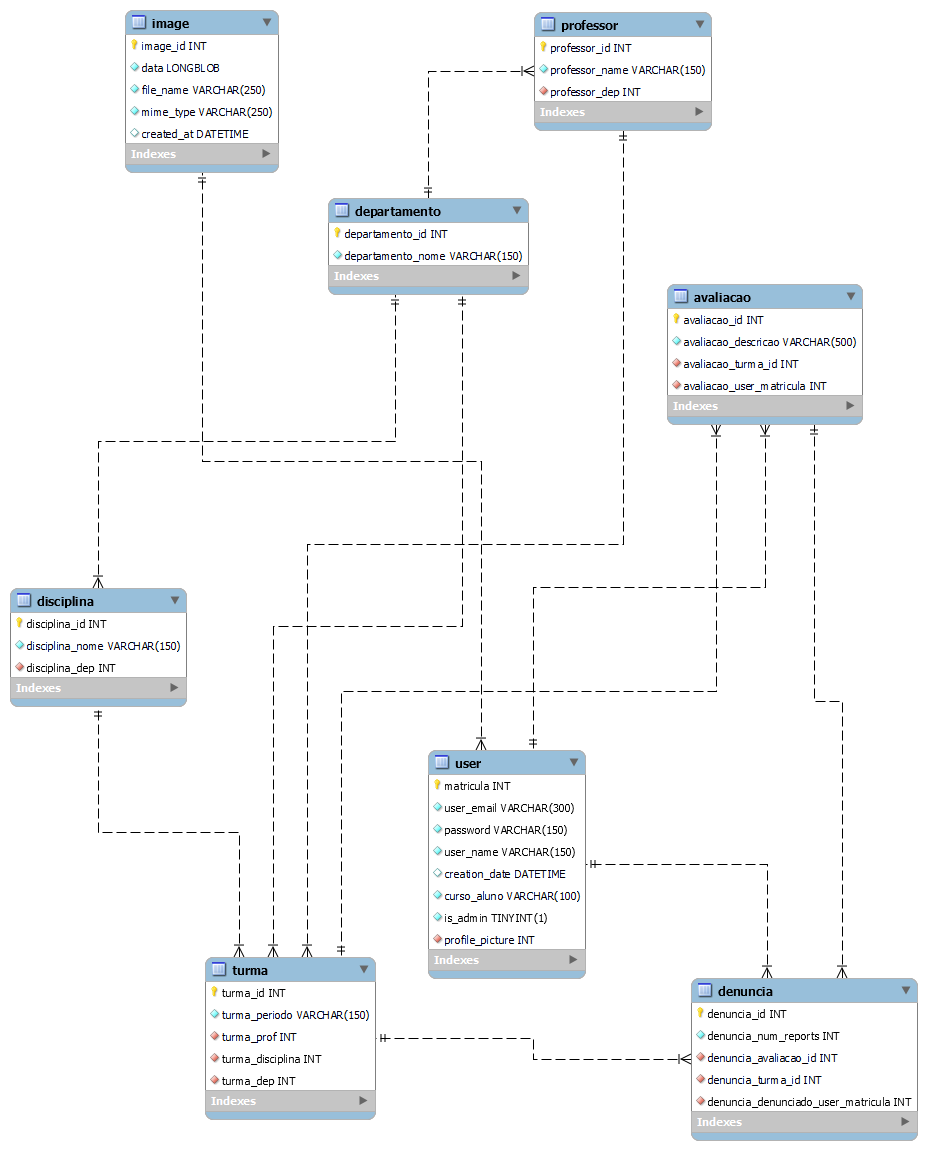 image
image_id INT
data LONGBLOB
file_name VARCHAR(250)
mime_type VARCHAR(250)
created_at DATETIME
Indexes
professor
professor_id INT
professor_name VARCHAR(150)
professor_dep INT
Indexes
departamento
departamento_id INT
departamento_nome VARCHAR(150)
Indexes
avaliacao
avaliacao_id INT
avaliacao_descricao VARCHAR(500)
avaliacao_turma_id INT
avaliacao_user_matricula INT
Indexes
disciplina
disciplina_id INT
disciplina_nome VARCHAR(150)
disciplina_dep INT
Indexes
user
matricula INT
user_email VARCHAR(300)
password VARCHAR(150)
user_name VARCHAR(150)
creation_date DATETIME
curso_aluno VARCHAR(100)
is_admin TINYINT(1)
profile_picture INT
Indexes
turma
turma_id INT
turma_periodo VARCHAR(150)
turma_prof INT
turma_disciplina INT
turma_dep INT
Indexes
denuncia
denuncia_id INT
denuncia_num_reports INT
denuncia_avaliacao_id INT
denuncia_turma_id INT
denuncia_denunciado_user_matricula INT
Indexes